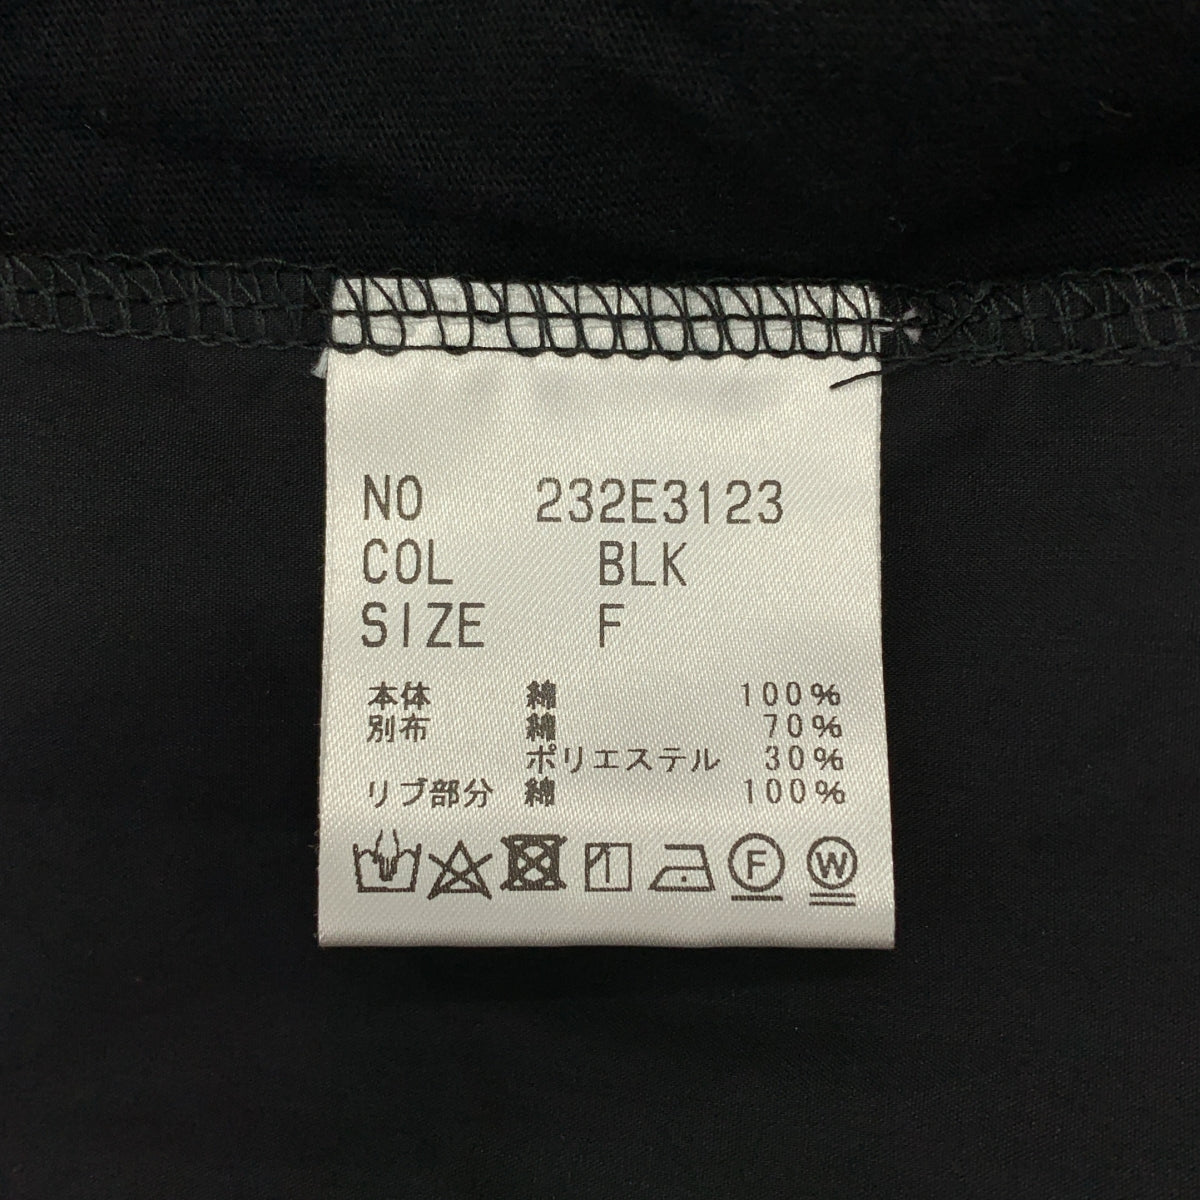 NO 232E3123
COL BLK
SIZE F
本体 綿 100%
別布 綿 70%
ポリエステル 30%
リブ部分 綿 100%
F W